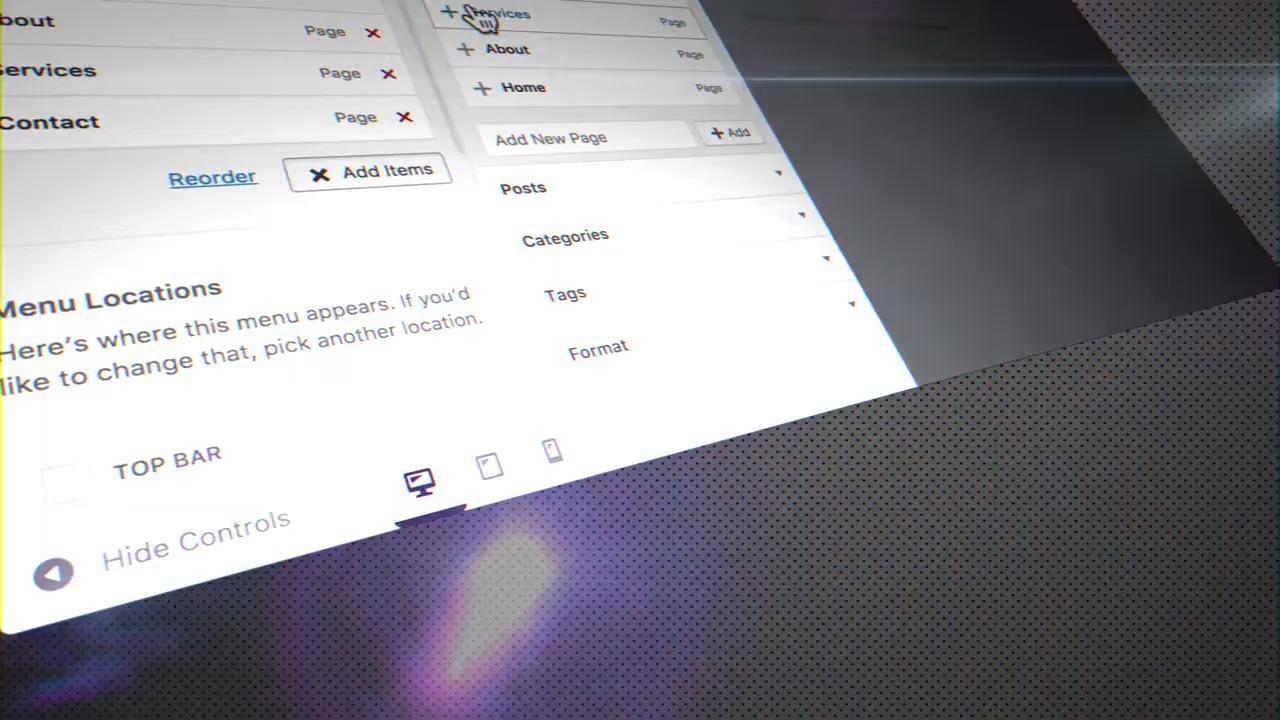 bout Page
ervices Page
Contact Page
Reorder Add Items
Menu Locations
Here's where this menu appears. If you'd
like to change that, pick another location.
TOP BAR
Hide Controls
Services Page
About Page
Home Page
Add New Page Add
Posts
Categories
Tags
Format